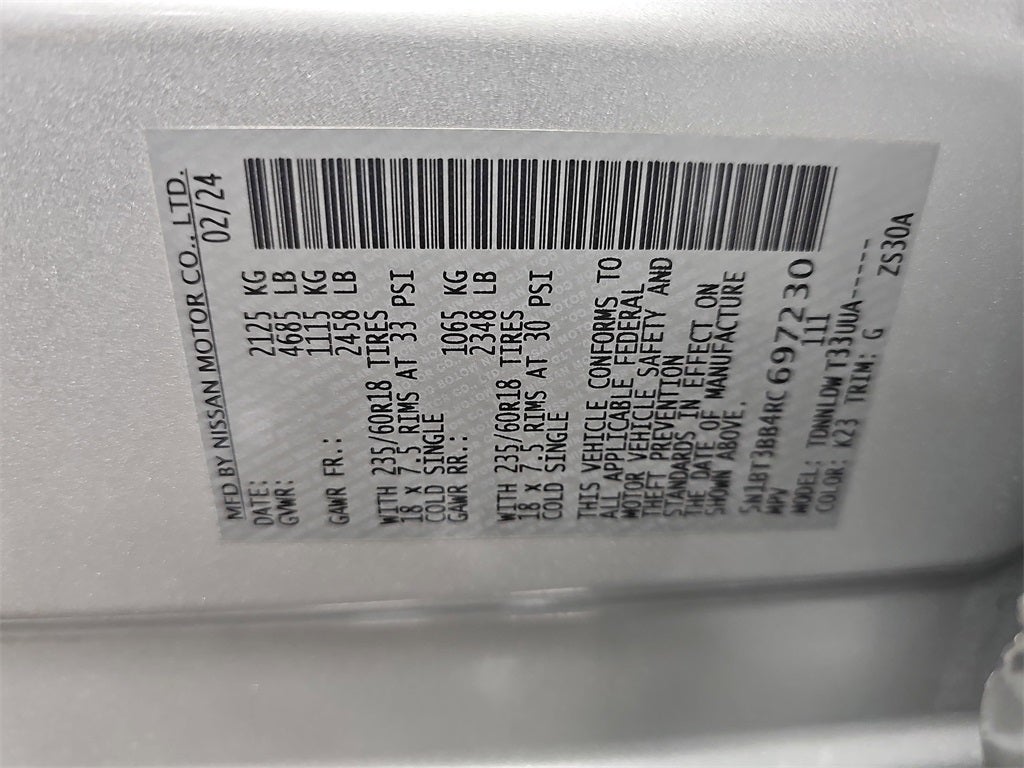 MFD BY NISSAN MOTOR CO., LTD.
DATE: 02/24
GVWR: 2125 KG
4685 LB
GAWR FR.: 1115 KG
2458 LB
WITH 235/60R18 TIRES
18 x 7.5 RIMS AT 33 PSI
COLD SINGLE
GAWR RR.: 1065 KG
2348 LB
WITH 235/60R18 TIRES
18 x 7.5 RIMS AT 30 PSI
COLD SINGLE
THIS VEHICLE CONFORMS TO
ALL APPLICABLE FEDERAL
MOTOR VEHICLE SAFETY AND
THEFT PREVENTION
STANDARDS IN EFFECT ON
THE DATE OF MANUFACTURE
SHOWN ABOVE.
5N1BT3BB4RC697230
MPV 111
MODEL: TDNNLDWT33UUA-----
COLOR: K23 TRIM: G ZS30A